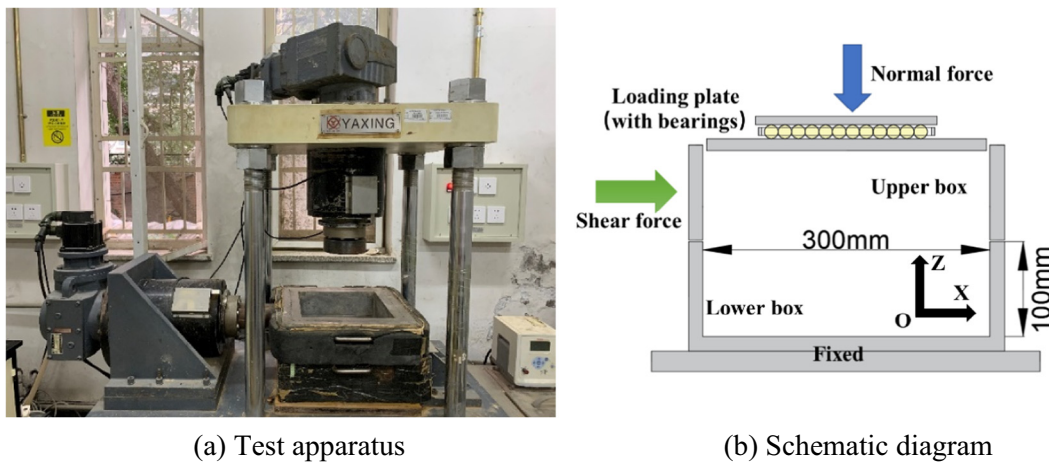 YAXING
Normal force
Loading plate
(with bearings)
Upper box
Shear force
300mm
Z
X
O
100mm
Lower box
Fixed
(a) Test apparatus
(b) Schematic diagram